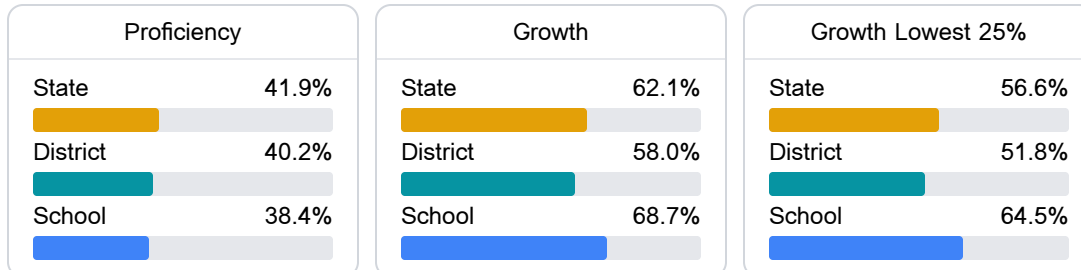 Proficiency
State 41.9%
District 40.2%
School 38.4%
Growth
State 62.1%
District 58.0%
School 68.7%
Growth Lowest 25%
State 56.6%
District 51.8%
School 64.5%